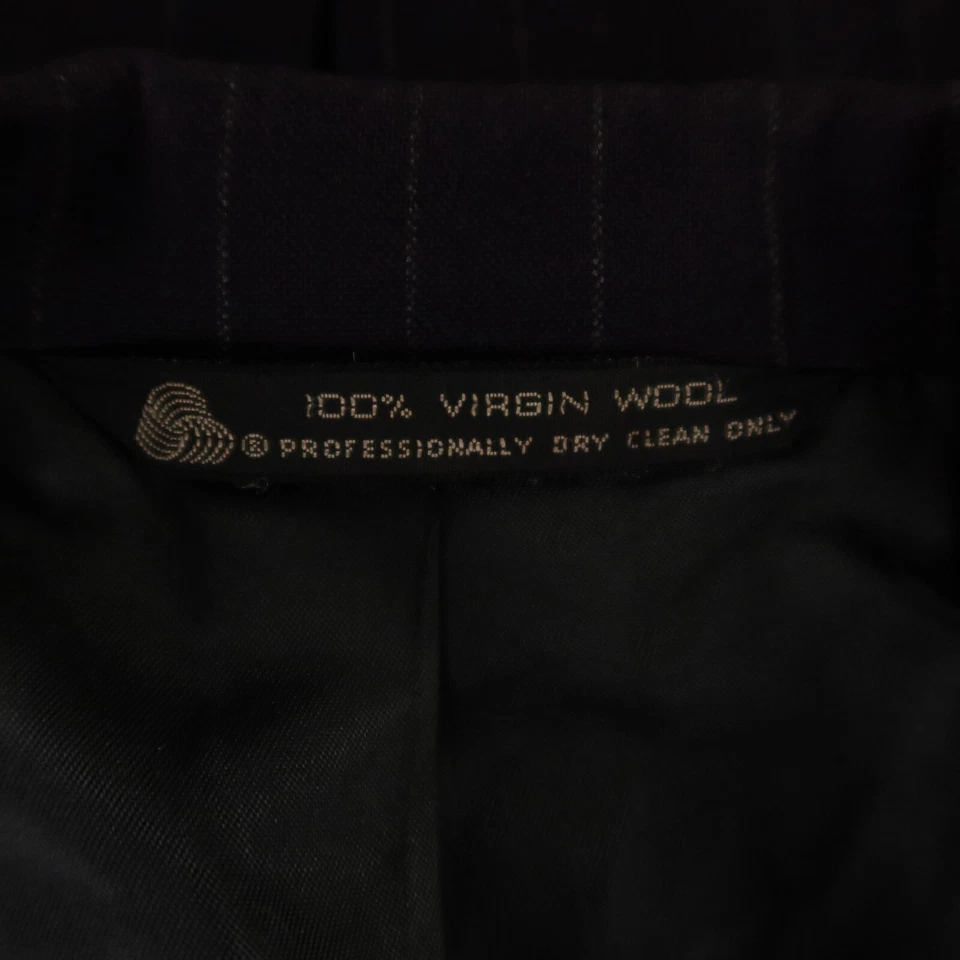 100% VIRGIN WOOL
® PROFESSIONALLY DRY CLEAN ONLY